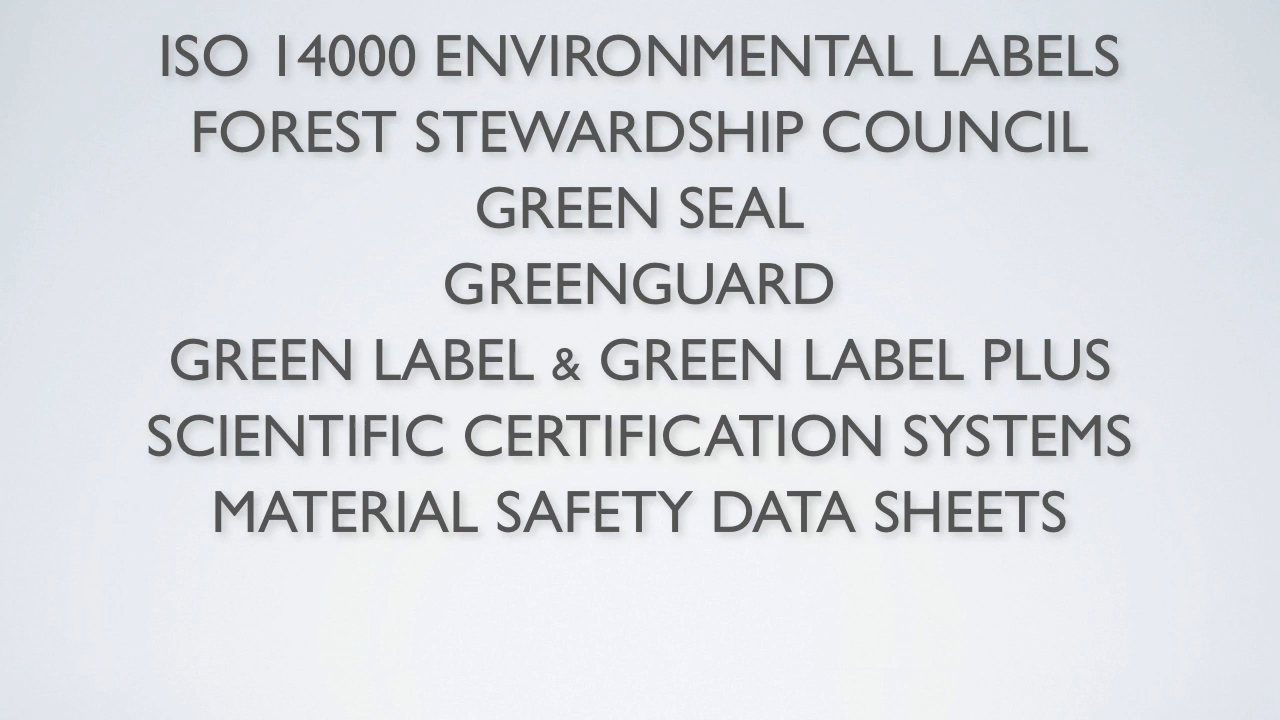 ISO 14000 ENVIRONMENTAL LABELS
FOREST STEWARDSHIP COUNCIL
GREEN SEAL
GREENGUARD
GREEN LABEL & GREEN LABEL PLUS
SCIENTIFIC CERTIFICATION SYSTEMS
MATERIAL SAFETY DATA SHEETS